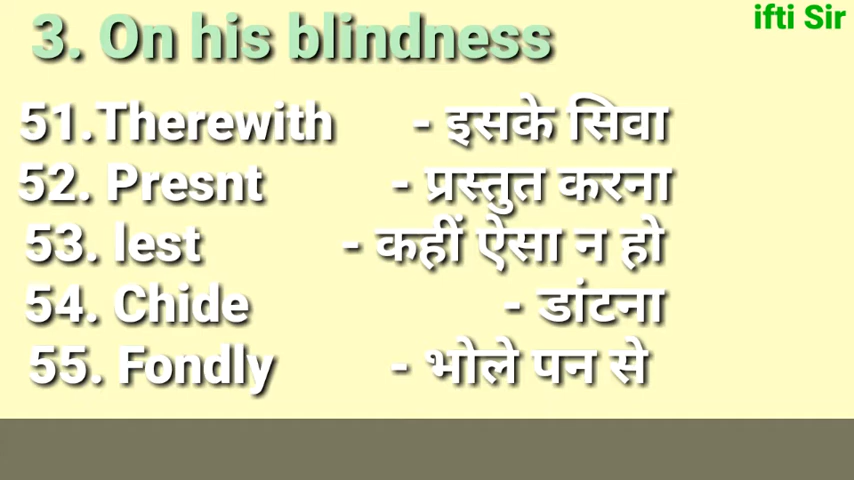 ifti Sir
3. On his blindness
51.Therewith - इसके सिवा
52. Presnt - प्रस्तुत करना
53. lest - कहीं ऐसा न हो
54. Chide - डांटना
55. Fondly - भोले पन से